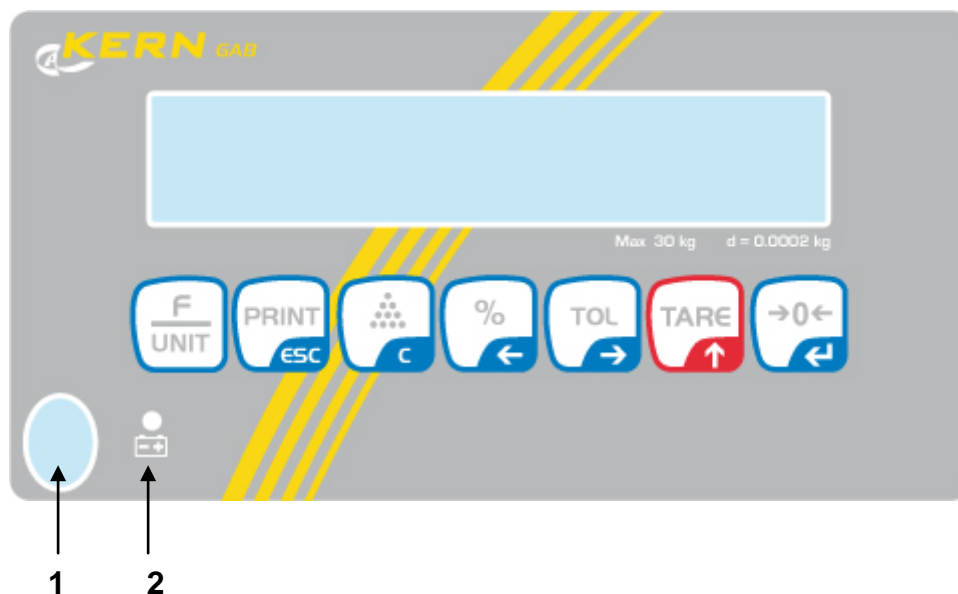 KERN GAB
Max 30 kg d = 0.0002 kg
F PRINT % TOL TARE →0←
UNIT ESC C ← → ↑ ↵
1 2